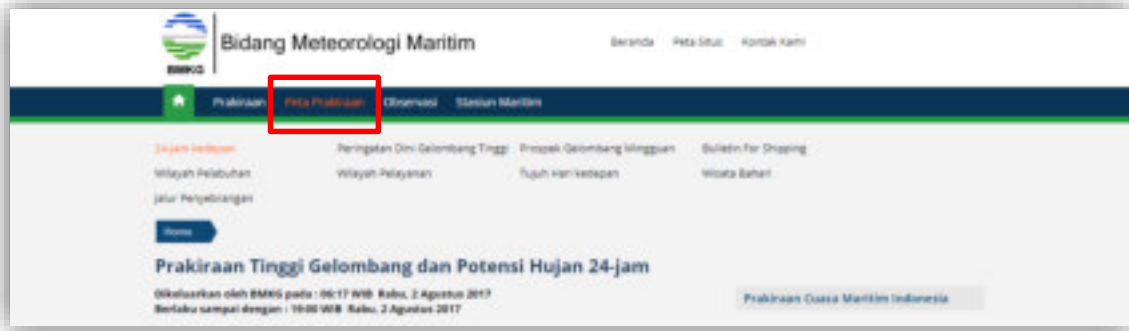 Bidang Meteorologi Maritim
Beranda Peta Situs Kontak Kami
BMKG
Prakiraan Peta Prakiraan Observasi Stasiun Maritim
24 jam kedepan Peringatan Dini Gelombang Tinggi Prospek Gelombang Mingguan Bulletin For Shipping
Wilayah Pelabuhan Wilayah Pelayanan Tujuh Hari kedepan Wisata Bahari
Jalur Penyebrangan
Home
Prakiraan Tinggi Gelombang dan Potensi Hujan 24-jam
Dikeluarkan oleh BMKG pada : 06:17 WIB Rabu, 2 Agustus 2017
Prakiraan Cuaca Maritim Indonesia
Berlaku sampai dengan : 19:00 WIB Rabu, 2 Agustus 2017